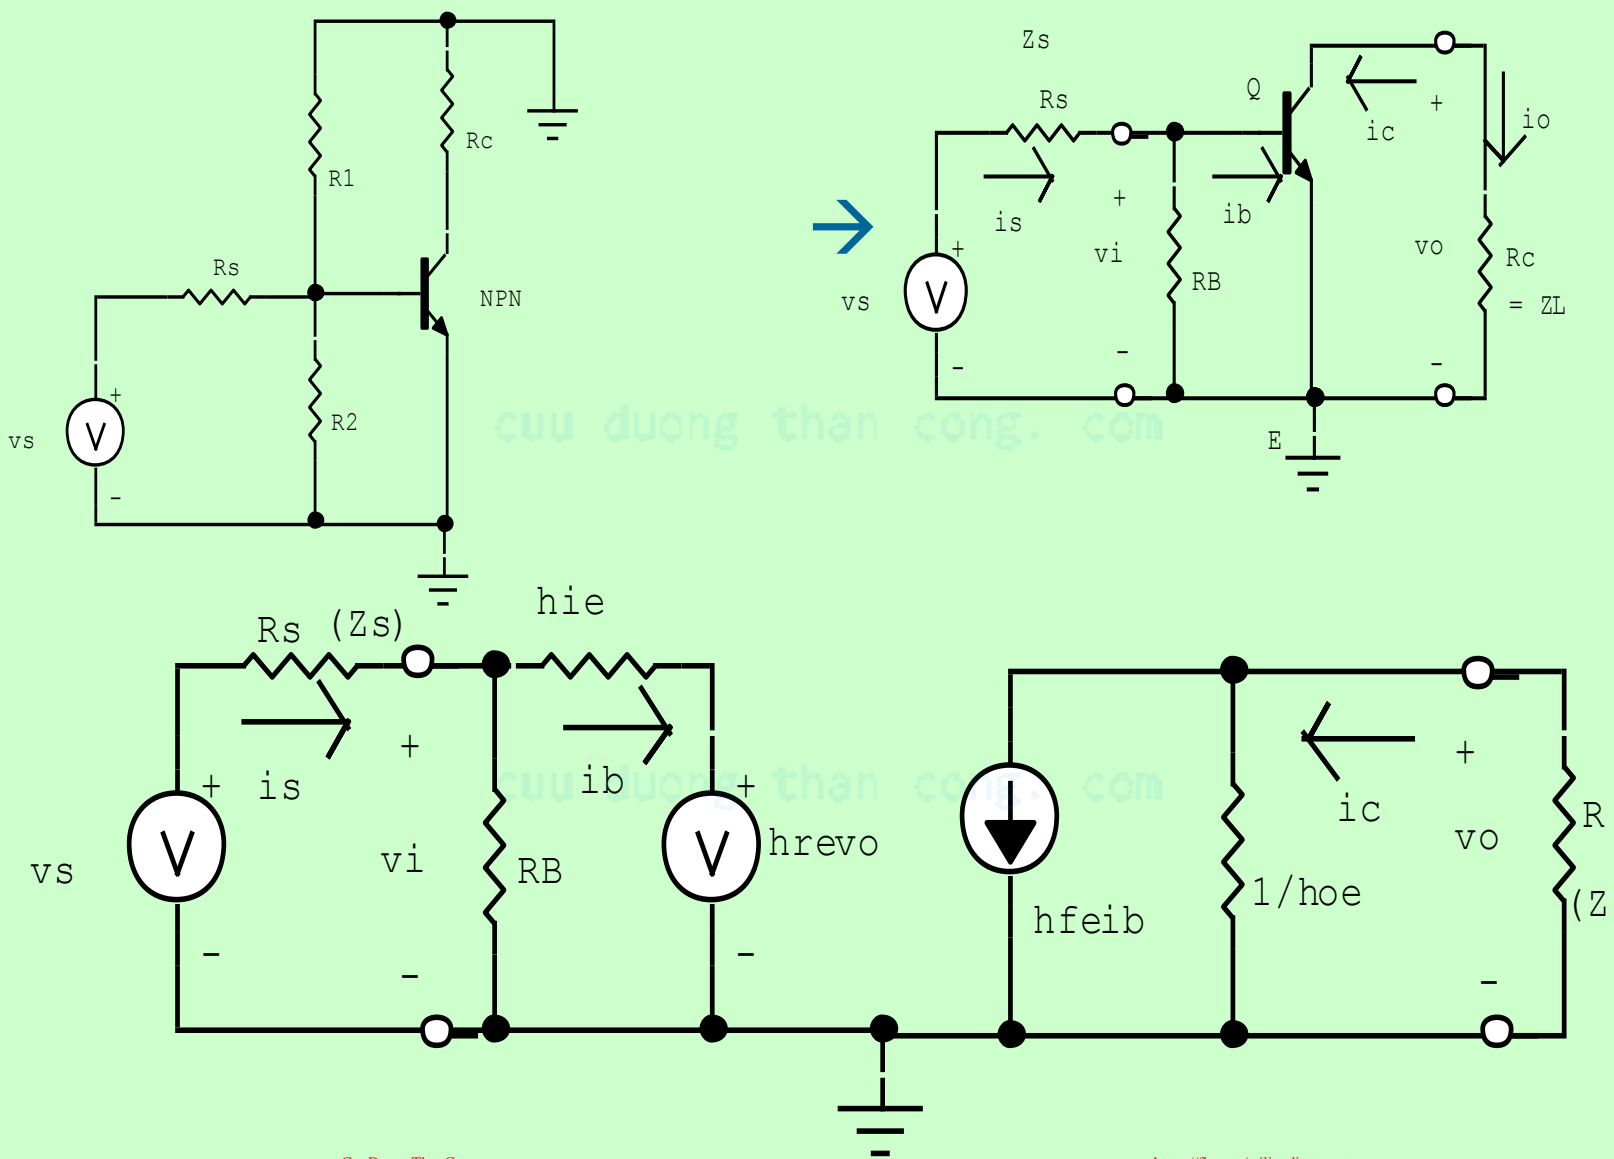 Zs
Q
Rs
+
io
ic
Rc
R1
+
is
ib
Rs
+
vi
vo
Rc
RB
NPN
vs
V
= ZL
+
-
-
-
R2
vs
V
cuu duong than cong. com
E
-
hie
Rs (Zs)
+
+
is
ib
+
+
cuu duong than cong. com
ic
R
V
vi
V
hrevo
vo
vs
RB
1/hoe
(Z
hfeib
-
-
-
-